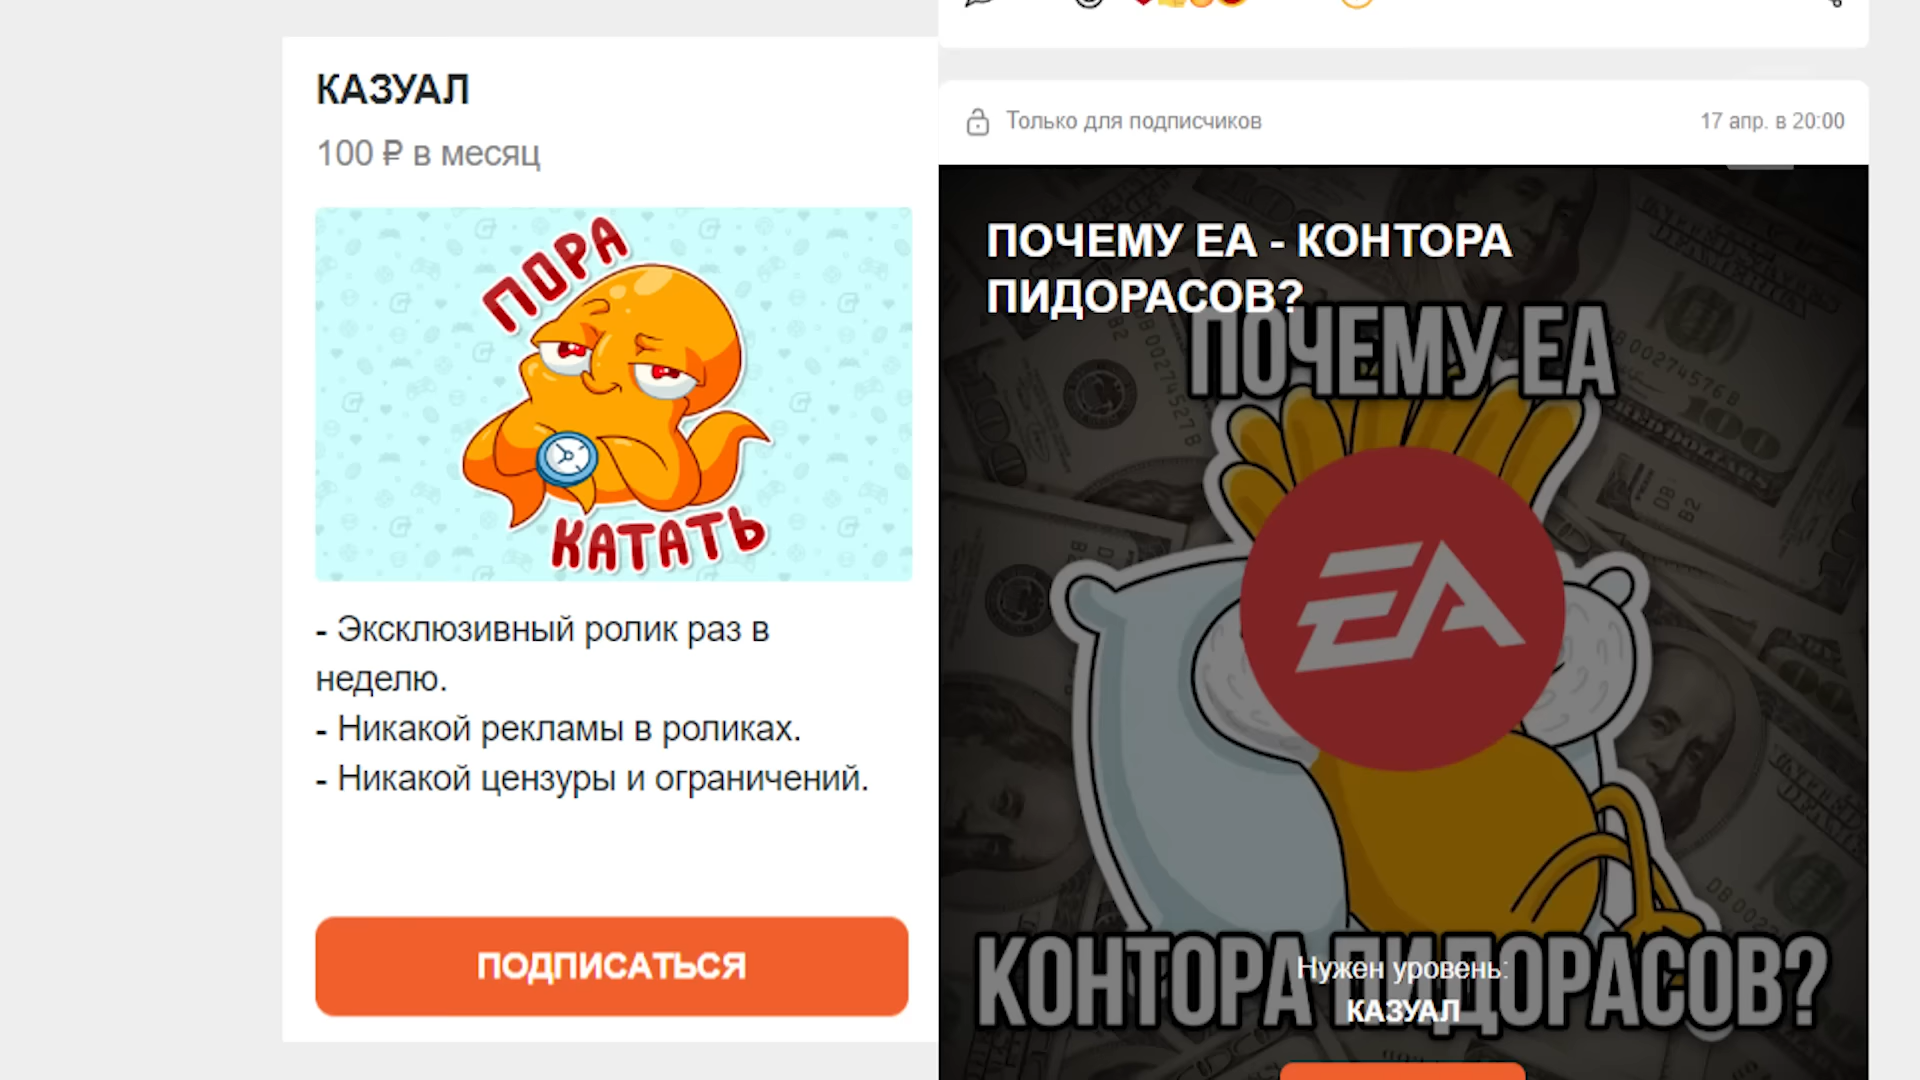 КАЗУАЛ
100 ₽ в месяц
ПОРА
КАТАТЬ
- Эксклюзивный ролик раз в
неделю.
- Никакой рекламы в роликах.
- Никакой цензуры и ограничений.
ПОДПИСАТЬСЯ
Только для подписчиков
17 апр. в 20:00
ПОЧЕМУ EA - КОНТОРА
ПИДОРАСОВ?
ПОЧЕМУ EA
EA
КОНТОРА ПИДОРАСОВ?
Нужен уровень:
КАЗУАЛ